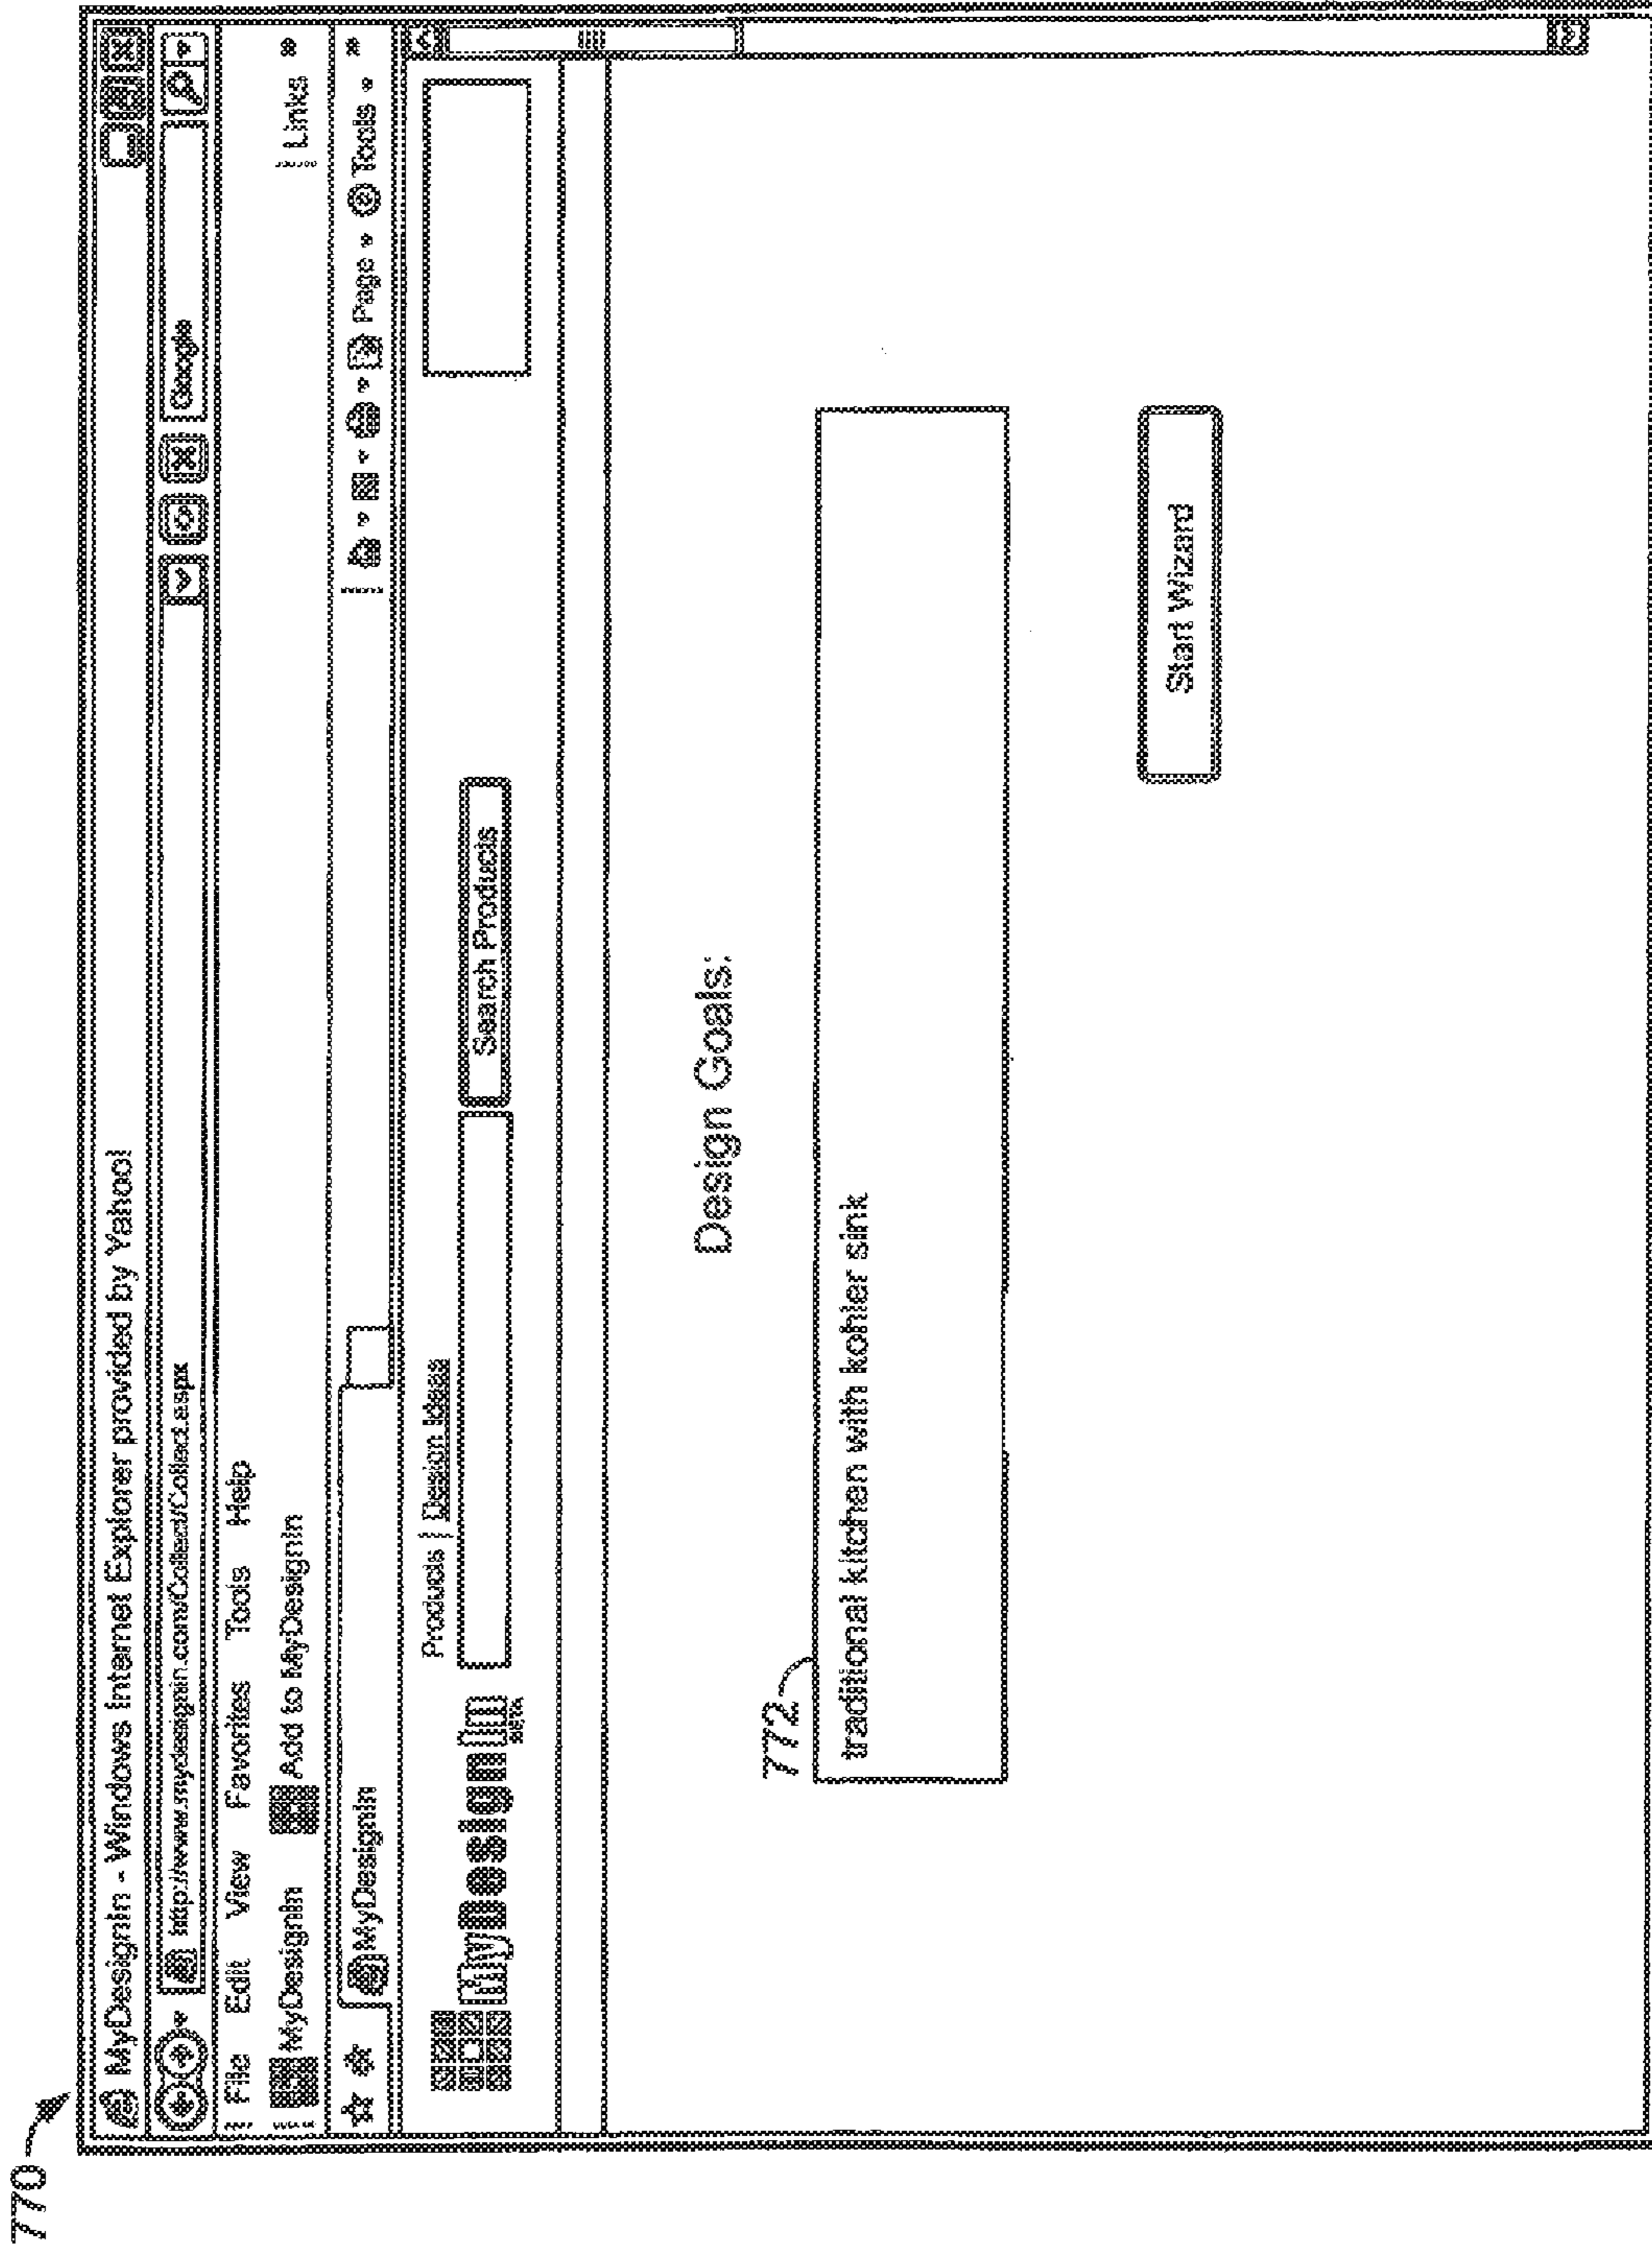 770
MyDesignIn - Windows Internet Explorer provided by Yahoo!
http://www.mydesignin.com/Collect/Collect.aspx
Google
File Edit View Favorites Tools Help
MyDesignIn Add to MyDesignIn Links »
MyDesignIn Page Tools »
Products | Design Ideas
MyDesignIn
BETA
Search Products
Design Goals:
772
traditional kitchen with kohler sink
Start Wizard